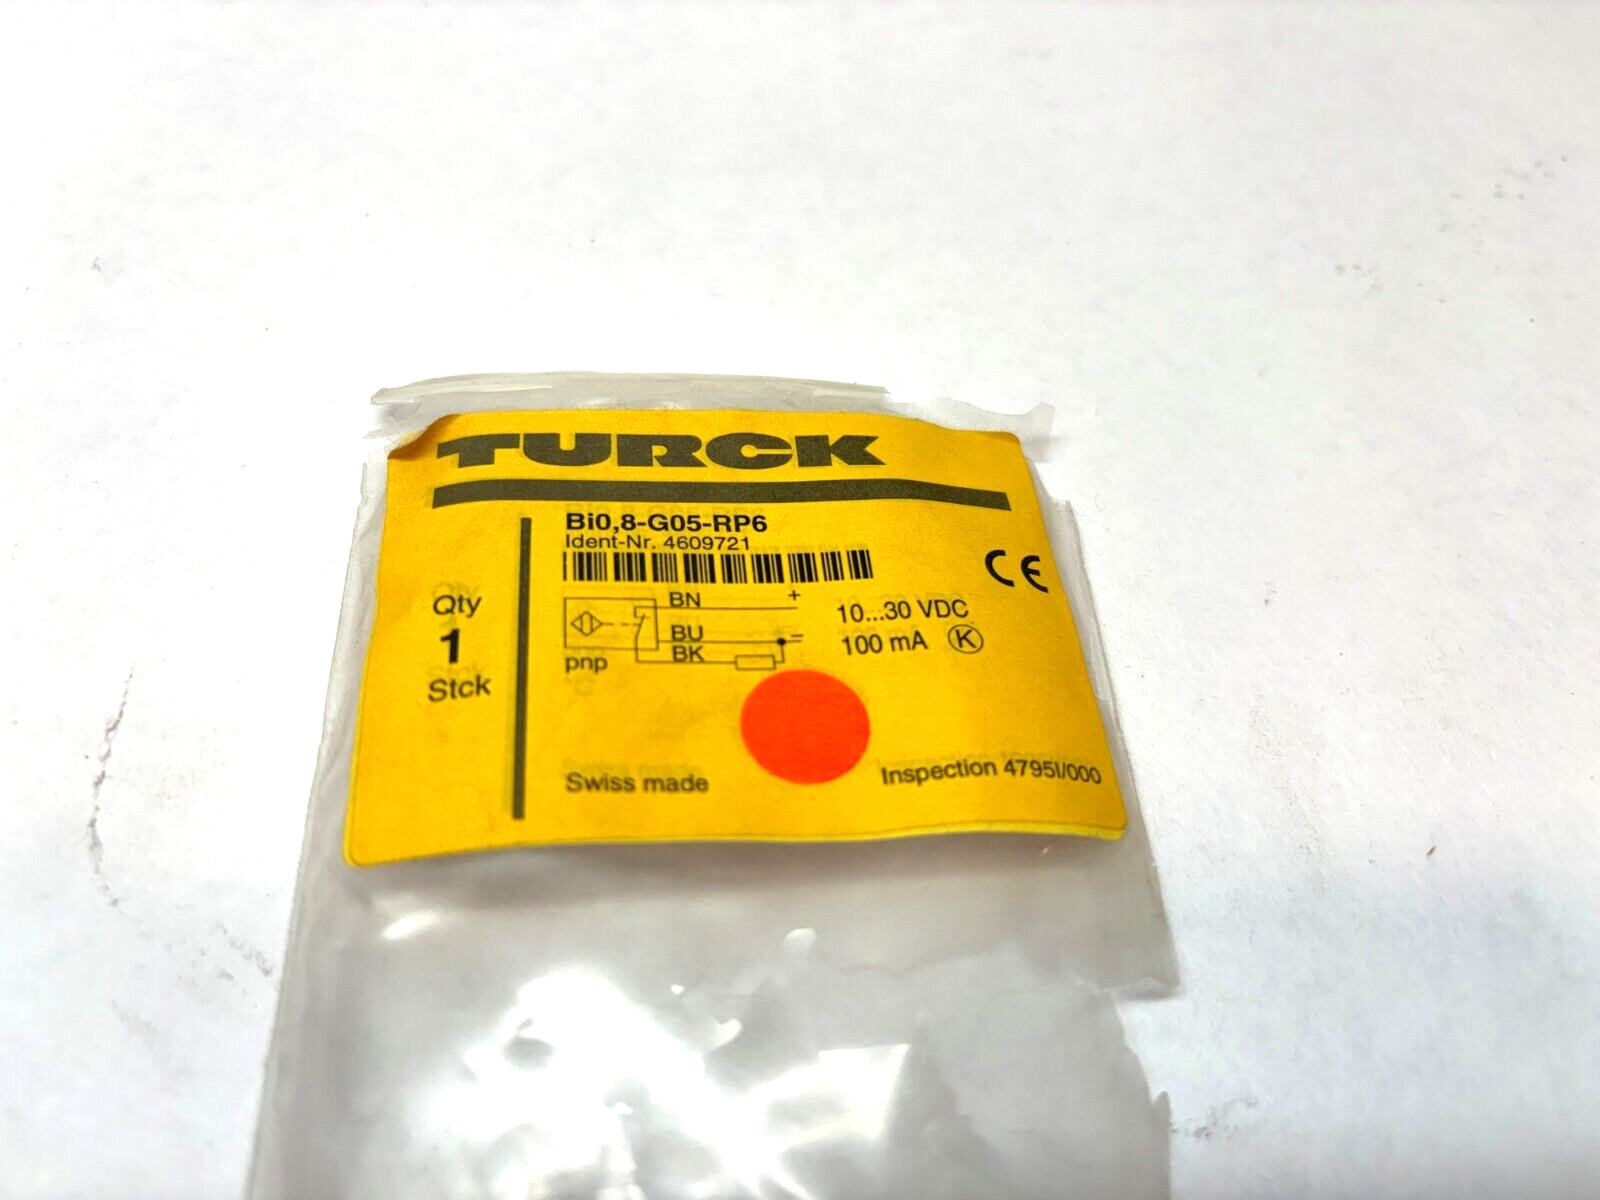 TURCK
Bi0,8-G05-RP6
Ident-Nr. 4609721
CE
Qty
1
Stck
BN +
BU −
BK
pnp
10...30 VDC
100 mA K
Swiss made
Inspection 4795I/000